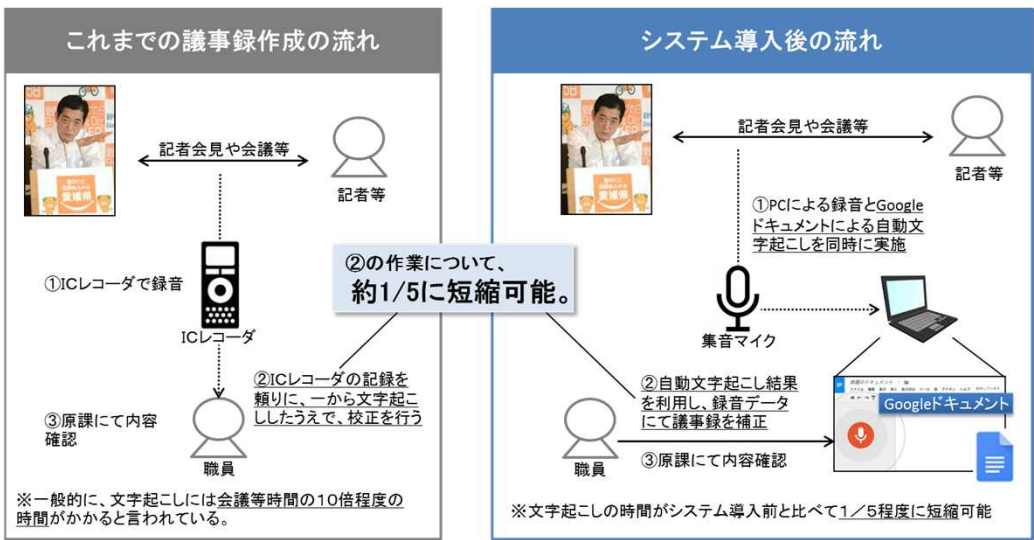 これまでの議事録作成の流れ
記者会見や会議等
記者等
①ICレコーダで録音
ICレコーダ
②ICレコーダの記録を
頼りに、一から文字起こ
ししたうえで、校正を行う
③原課にて内容
確認
職員
※一般的に、文字起こしには会議等時間の10倍程度の
時間がかかると言われている。
②の作業について、
約1/5に短縮可能。
システム導入後の流れ
記者会見や会議等
記者等
①PCによる録音とGoogle
ドキュメントによる自動文
字起こしを同時に実施
集音マイク
②自動文字起こし結果
を利用し、録音データ
にて議事録を補正
③原課にて内容確認
職員
Googleドキュメント
※文字起こしの時間がシステム導入前と比べて1/5程度に短縮可能
愛媛県
愛媛県